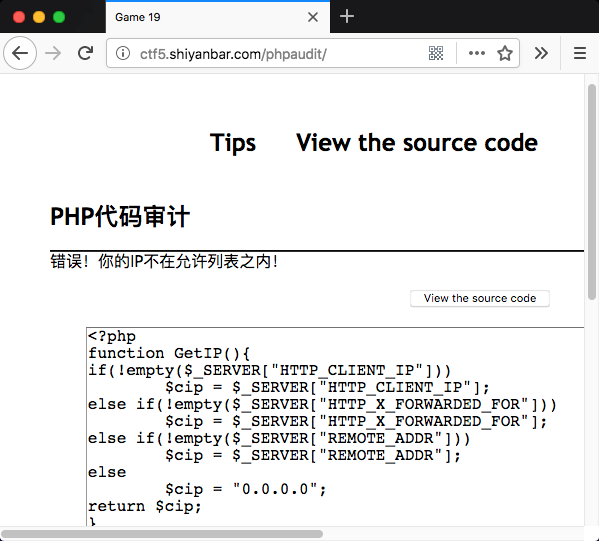 Game 19
ctf5.shiyanbar.com/phpaudit/
Tips View the source code
PHP代码审计
错误！你的IP不在允许列表之内！
View the source code
<?php
function GetIP(){
if(!empty($_SERVER["HTTP_CLIENT_IP"]))
$cip = $_SERVER["HTTP_CLIENT_IP"];
else if(!empty($_SERVER["HTTP_X_FORWARDED_FOR"]))
$cip = $_SERVER["HTTP_X_FORWARDED_FOR"];
else if(!empty($_SERVER["REMOTE_ADDR"]))
$cip = $_SERVER["REMOTE_ADDR"];
else
$cip = "0.0.0.0";
return $cip;
}